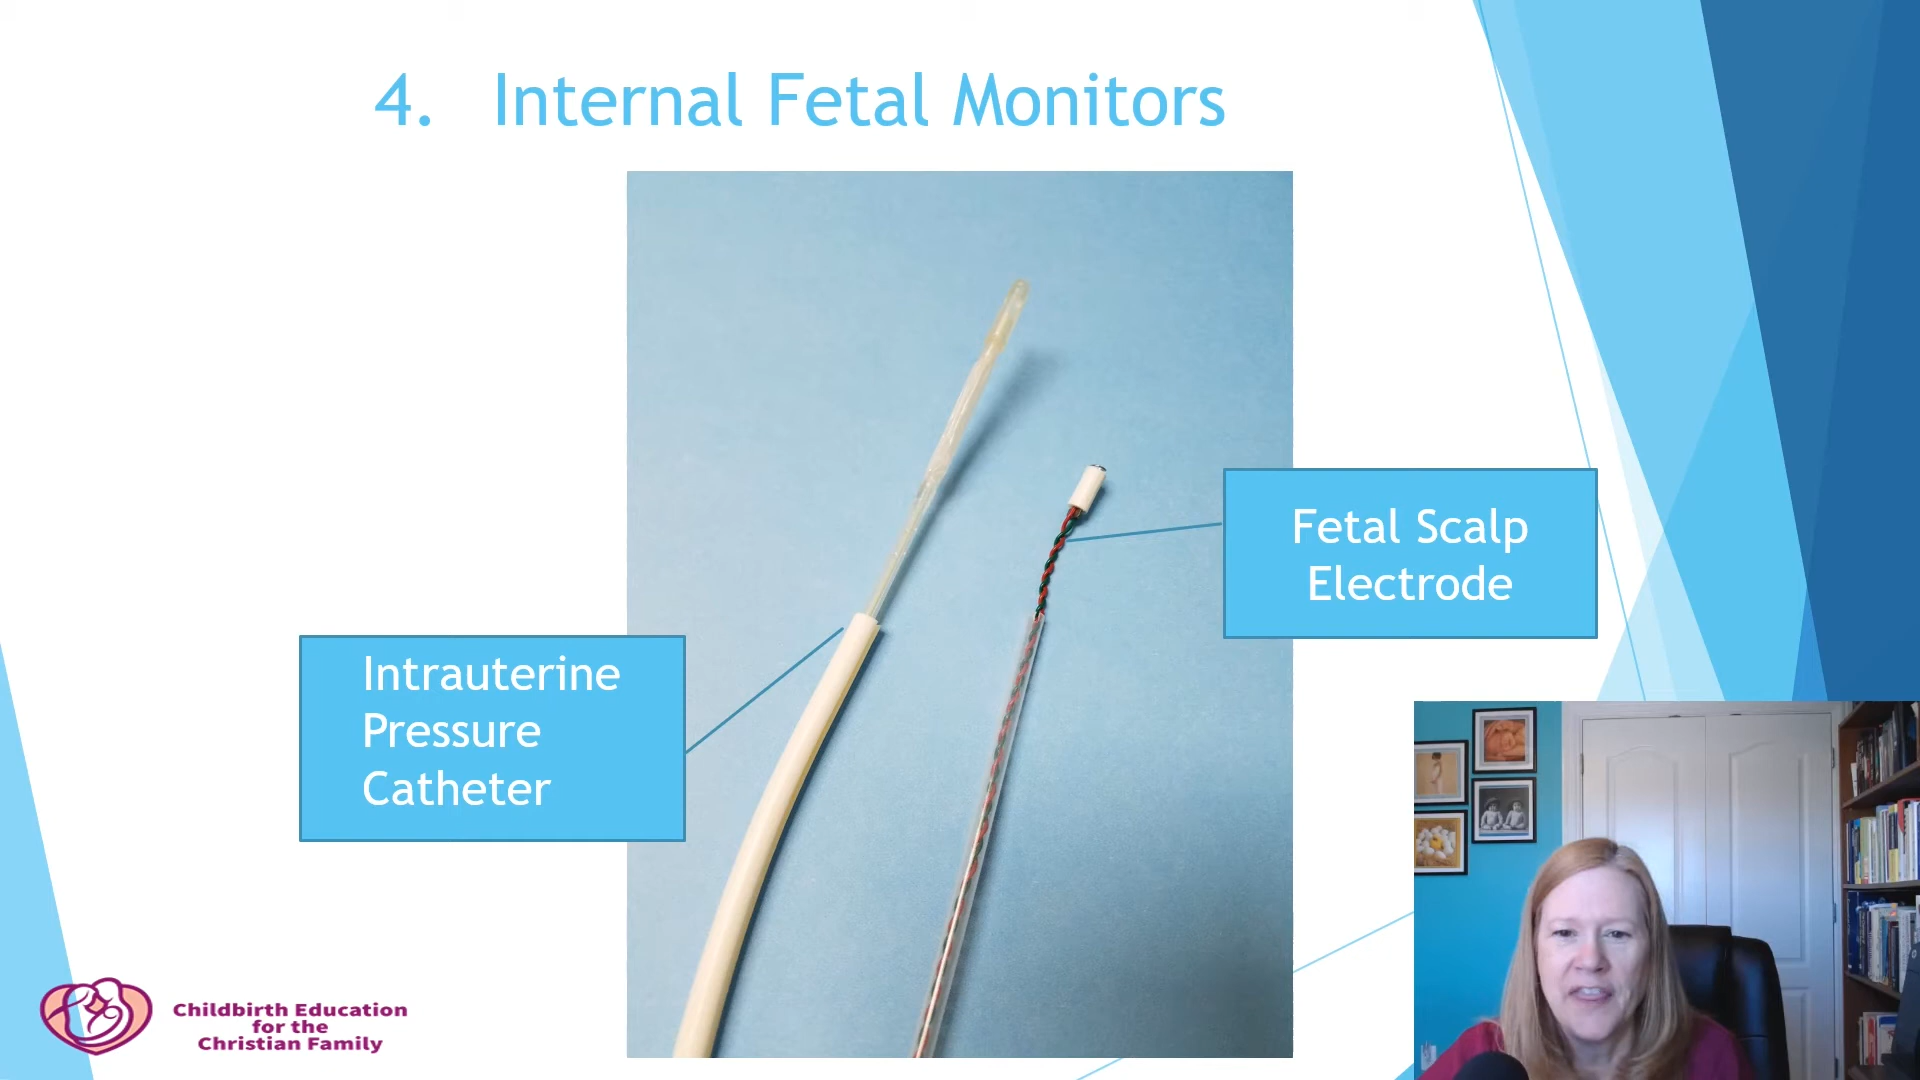 4. Internal Fetal Monitors
Fetal Scalp
Electrode
Intrauterine
Pressure
Catheter
Childbirth Education
for the
Christian Family